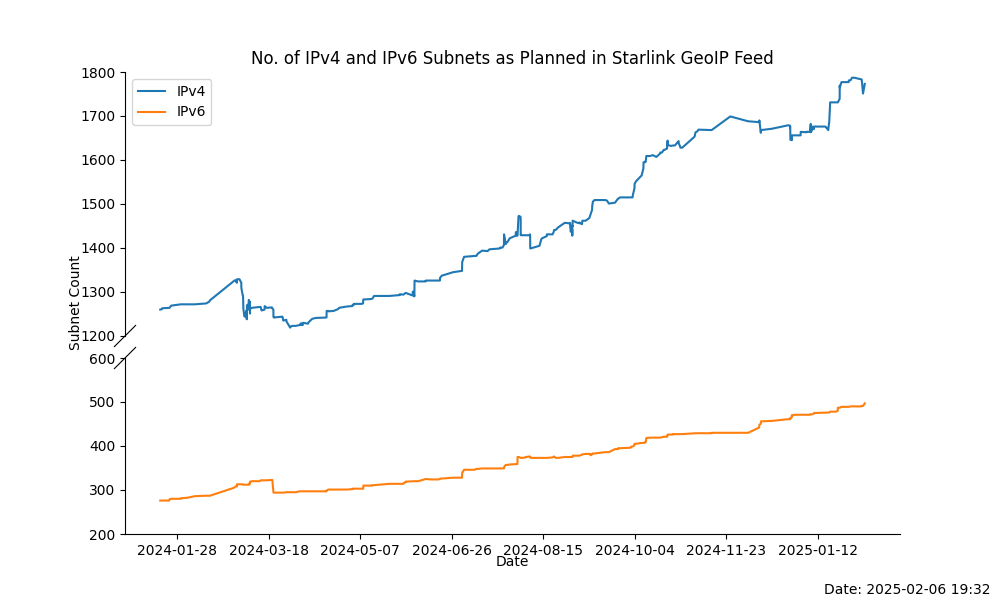 No. of IPv4 and IPv6 Subnets as Planned in Starlink GeoIP Feed
IPv4
IPv6
1800
1700
1600
1500
1400
1300
1200
600
500
400
300
200
Subnet Count
2024-01-28 2024-03-18 2024-05-07 2024-06-26 2024-08-15 2024-10-04 2024-11-23 2025-01-12
Date
Date: 2025-02-06 19:32